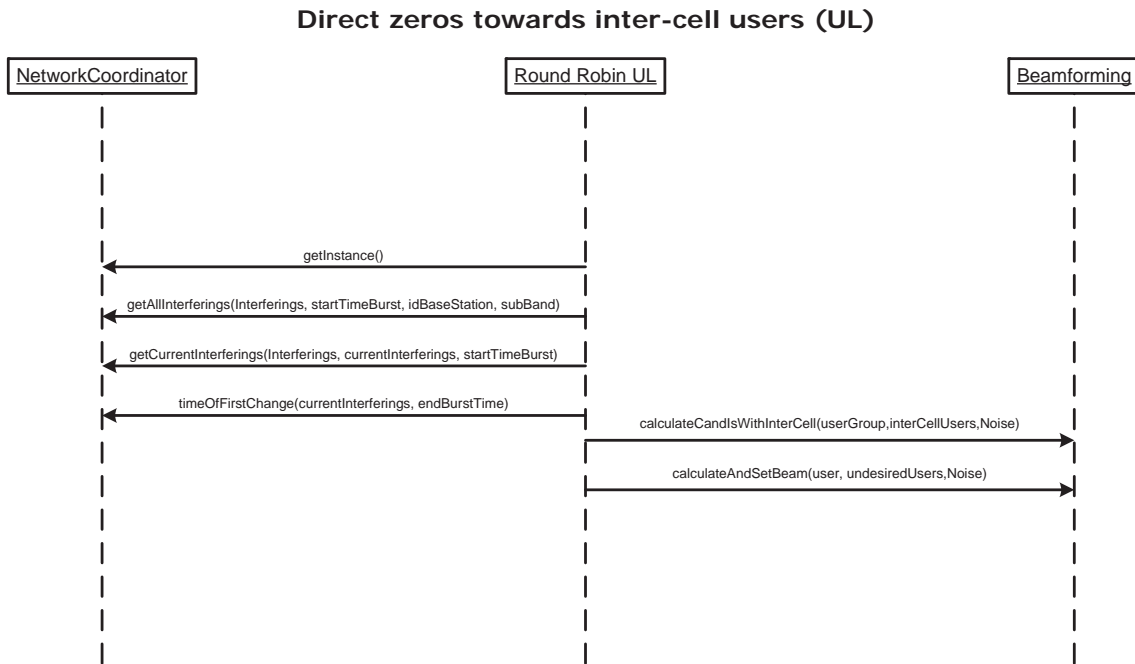 Direct zeros towards inter-cell users (UL)
NetworkCoordinator
Round Robin UL
Beamforming
getInstance()
getAllInterferings(Interferings, startTimeBurst, idBaseStation, subBand)
getCurrentInterferings(Interferings, currentInterferings, startTimeBurst)
timeOfFirstChange(currentInterferings, endBurstTime)
calculateCandIsWithInterCell(userGroup,interCellUsers,Noise)
calculateAndSetBeam(user, undesiredUsers,Noise)